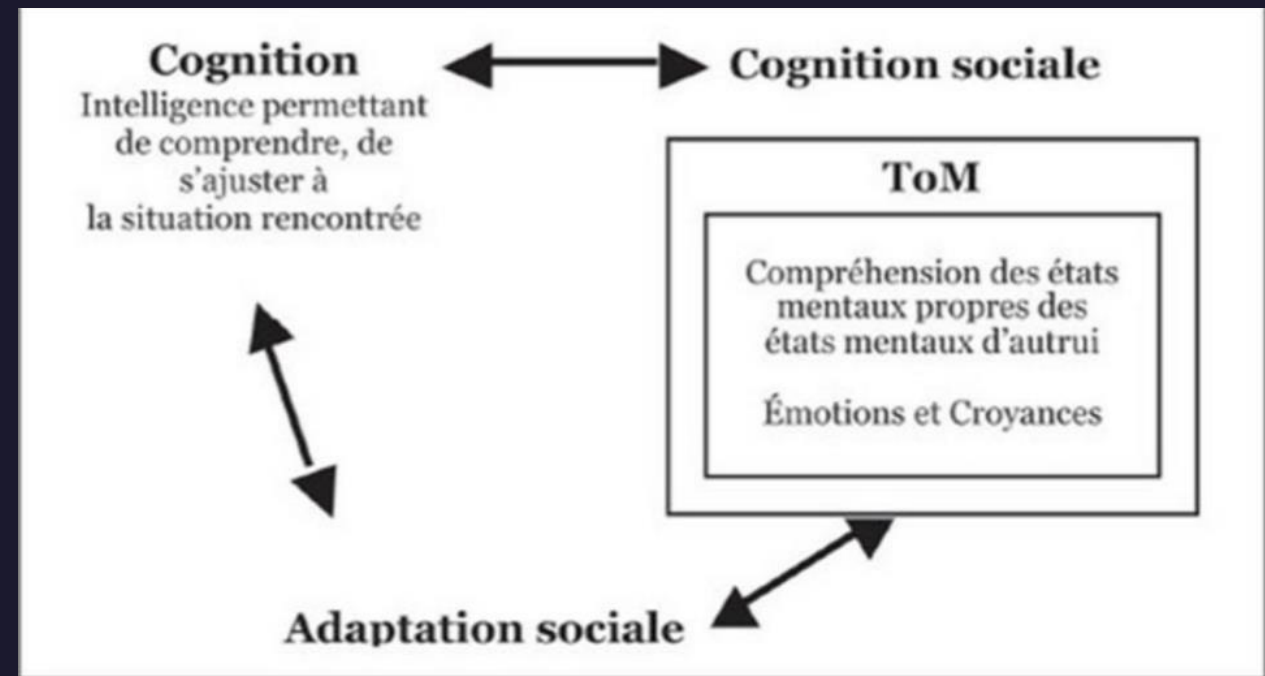 Cognition
Intelligence permettant
de comprendre, de
s'ajuster à
la situation rencontrée
Cognition sociale
ToM
Compréhension des états
mentaux propres des
états mentaux d'autrui
Émotions et Croyances
Adaptation sociale